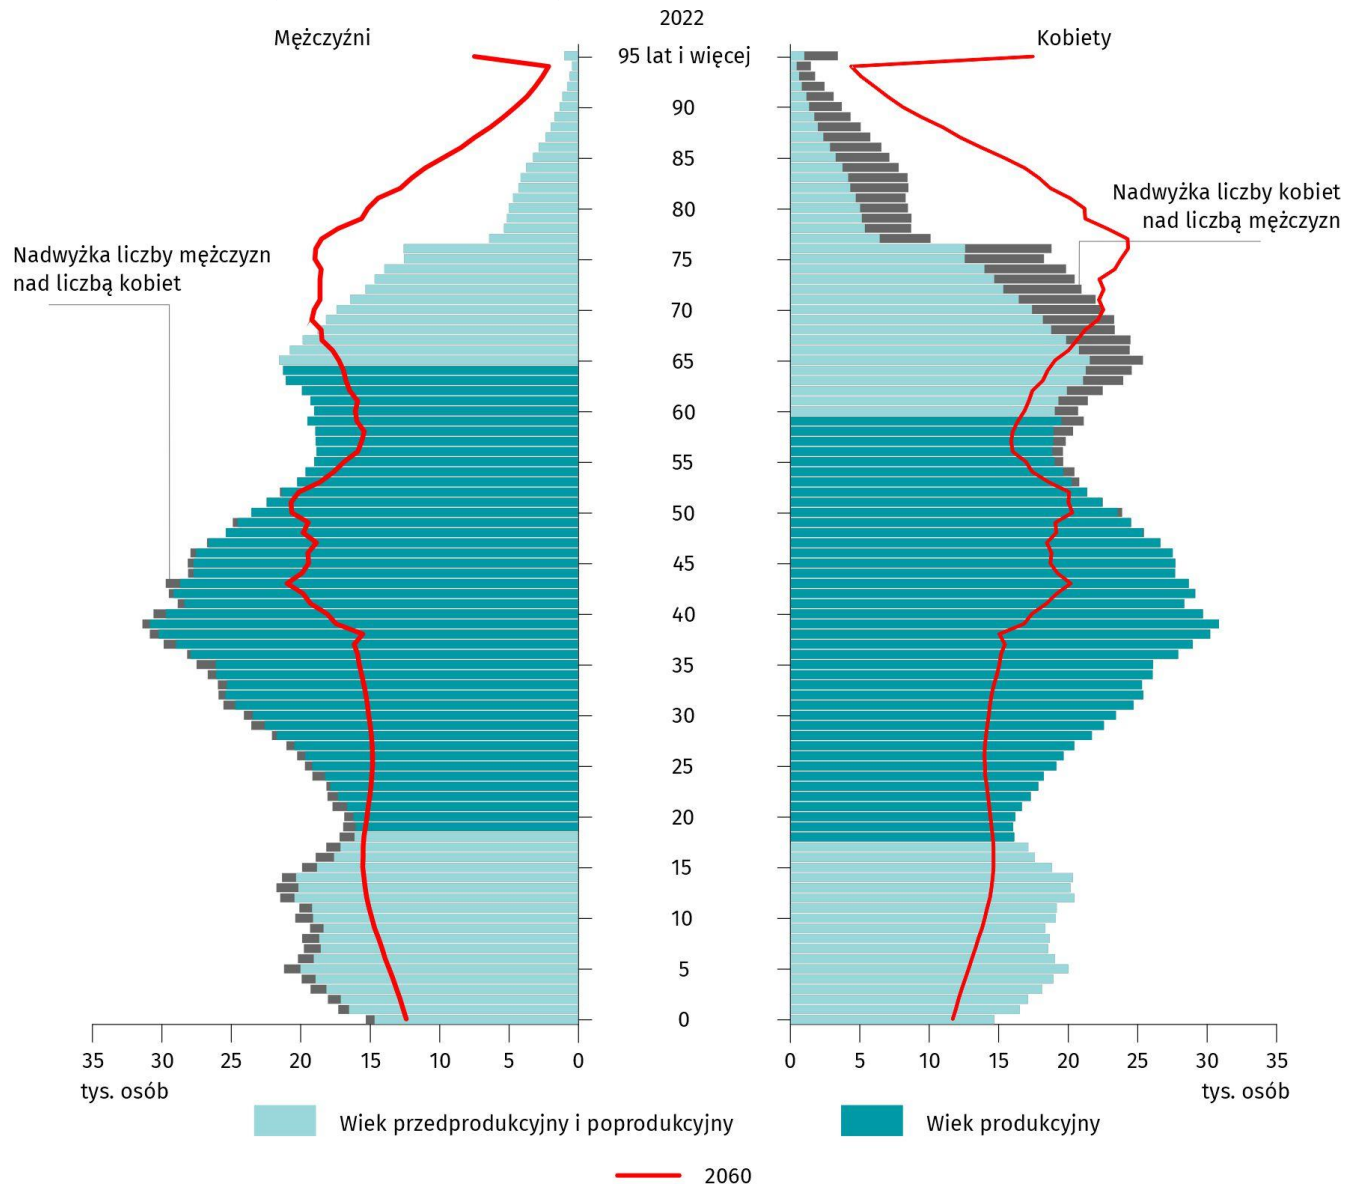 2022
Mężczyźni
Kobiety
95 lat i więcej
90
85
80
75
70
65
60
55
50
45
40
35
30
25
20
15
10
5
0
Nadwyżka liczby mężczyzn
nad liczbą kobiet
Nadwyżka liczby kobiet
nad liczbą mężczyzn
35 30 25 20 15 10 5 0
0 5 10 15 20 25 30 35
tys. osób
tys. osób
Wiek przedprodukcyjny i poprodukcyjny
Wiek produkcyjny
2060